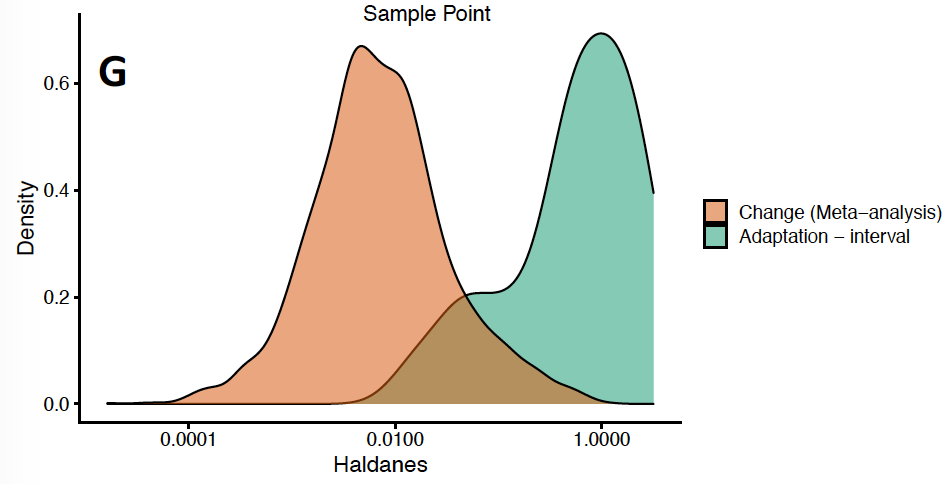 Sample Point
G
0.6
0.4
0.2
0.0
Density
0.0001 0.0100 1.0000
Haldanes
Change (Meta−analysis)
Adaptation − interval